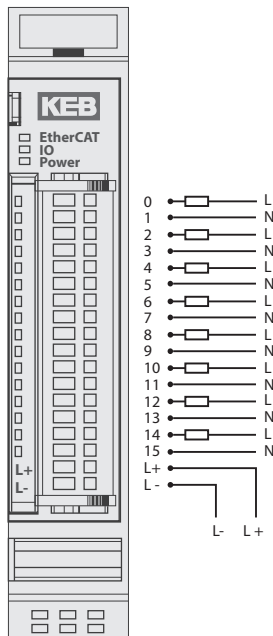 KEB
EtherCAT
IO
Power
0 L
1 N
2 L
3 N
4 L
5 N
6 L
7 N
8 L
9 N
10 L
11 N
12 L
13 N
14 L
15 N
L+ L+
L- L -
L- L +